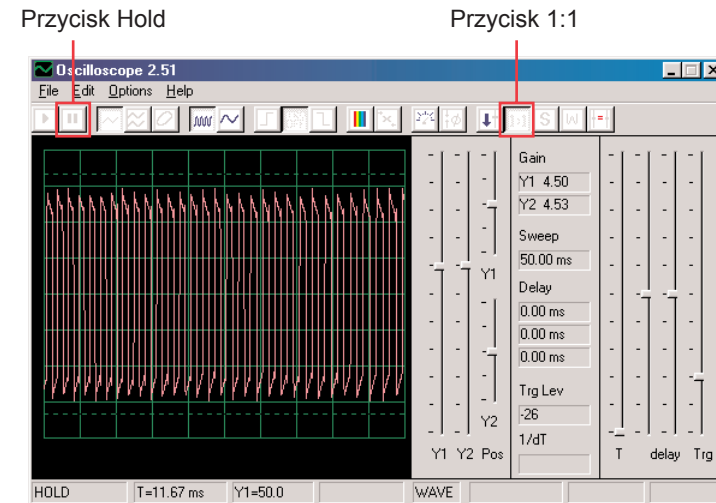 Przycisk Hold
Przycisk 1:1
Oscilloscope 2.51
File Edit Options Help
1:1 S W
Gain
Y1 4.50
Y2 4.53
Sweep
50.00 ms
Y1
Delay
0.00 ms
0.00 ms
0.00 ms
Trg Lev
-26
Y2
1/dT
Y1 Y2 Pos
T delay Trg
HOLD T=11.67 ms Y1=50.0 WAVE